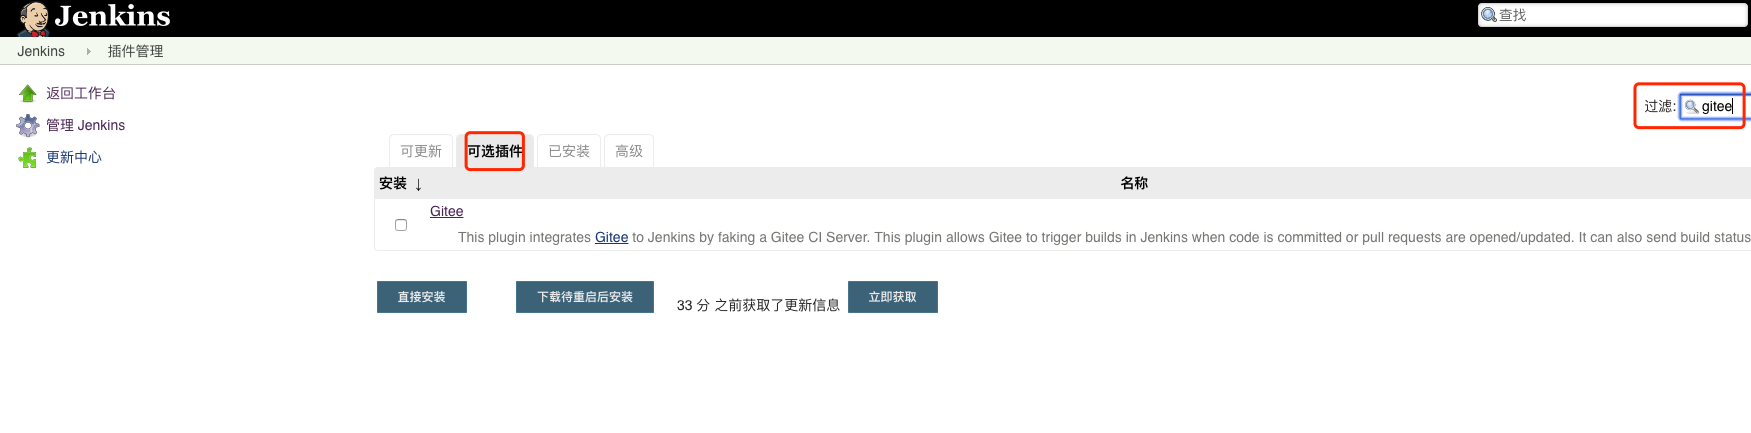 Jenkins
查找
Jenkins
插件管理
返回工作台
管理 Jenkins
更新中心
过滤:
gitee
可更新
可选插件
已安装
高级
安装 ↓
名称
Gitee
This plugin integrates Gitee to Jenkins by faking a Gitee CI Server. This plugin allows Gitee to trigger builds in Jenkins when code is committed or pull requests are opened/updated. It can also send build status
直接安装
下载待重启后安装
33 分 之前获取了更新信息
立即获取